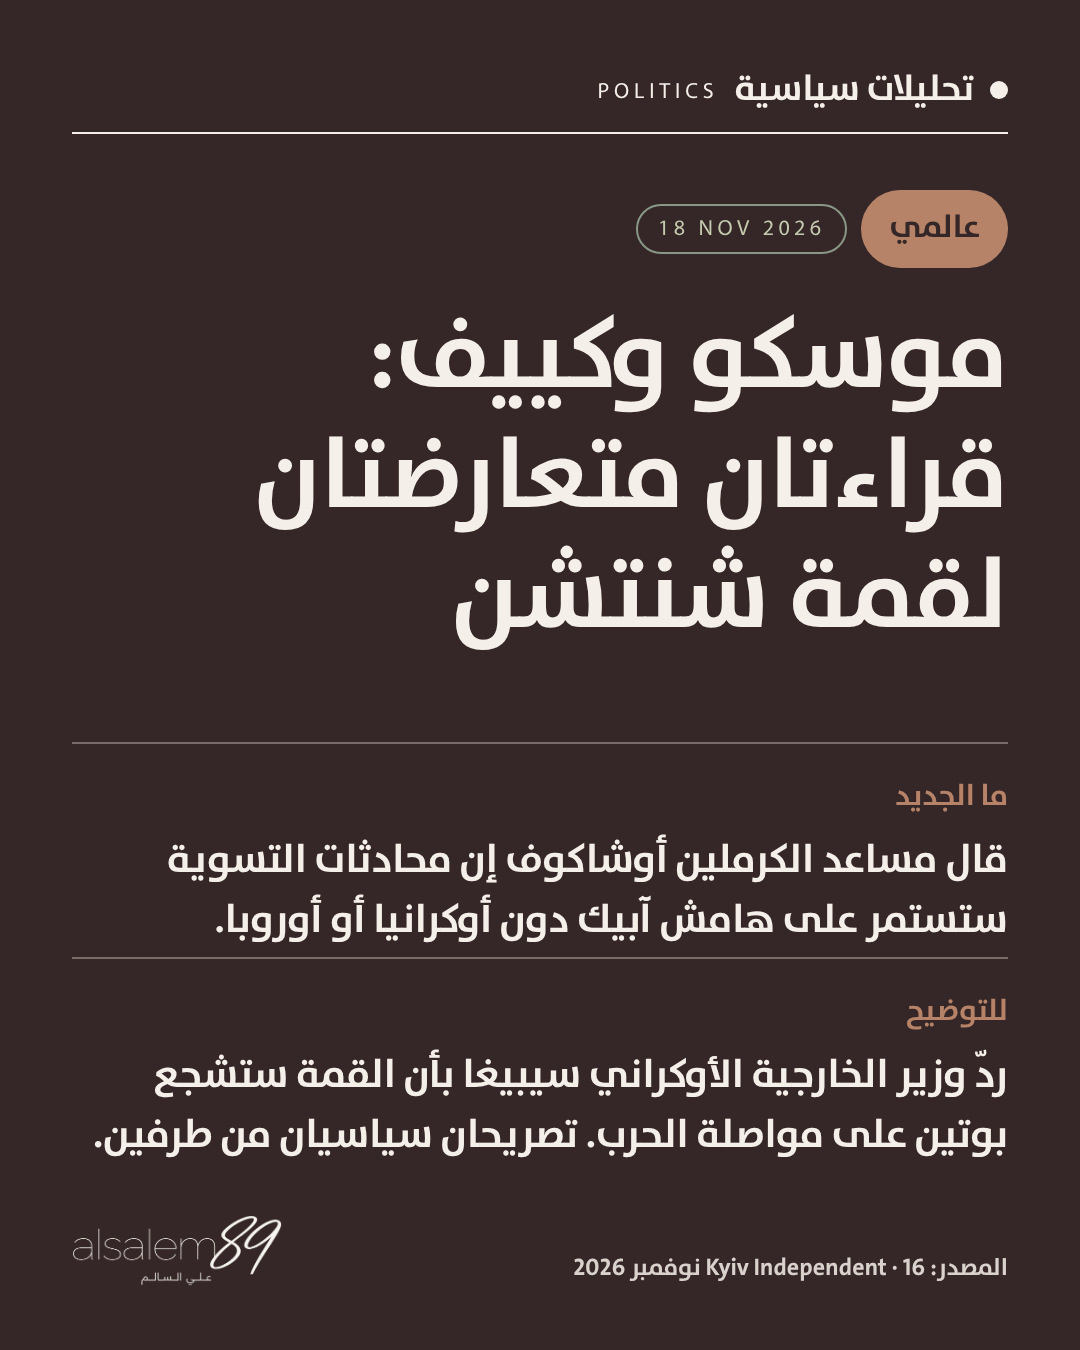 تحليلات سياسية POLITICS
عالمي 18 NOV 2026
موسكو وكييف:
قراءتان متعارضتان
لقمة شنتشن
ما الجديد
قال مساعد الكرملين أوشاكوف إن محادثات التسوية
ستستمر على هامش آبيك دون أوكرانيا أو أوروبا.
للتوضيح
ردّ وزير الخارجية الأوكراني سيبيغا بأن القمة ستشجع
بوتين على مواصلة الحرب. تصريحان سياسيان من طرفين.
المصدر: Kyiv Independent · 16 نوفمبر 2026
alsalem89
علي السالم